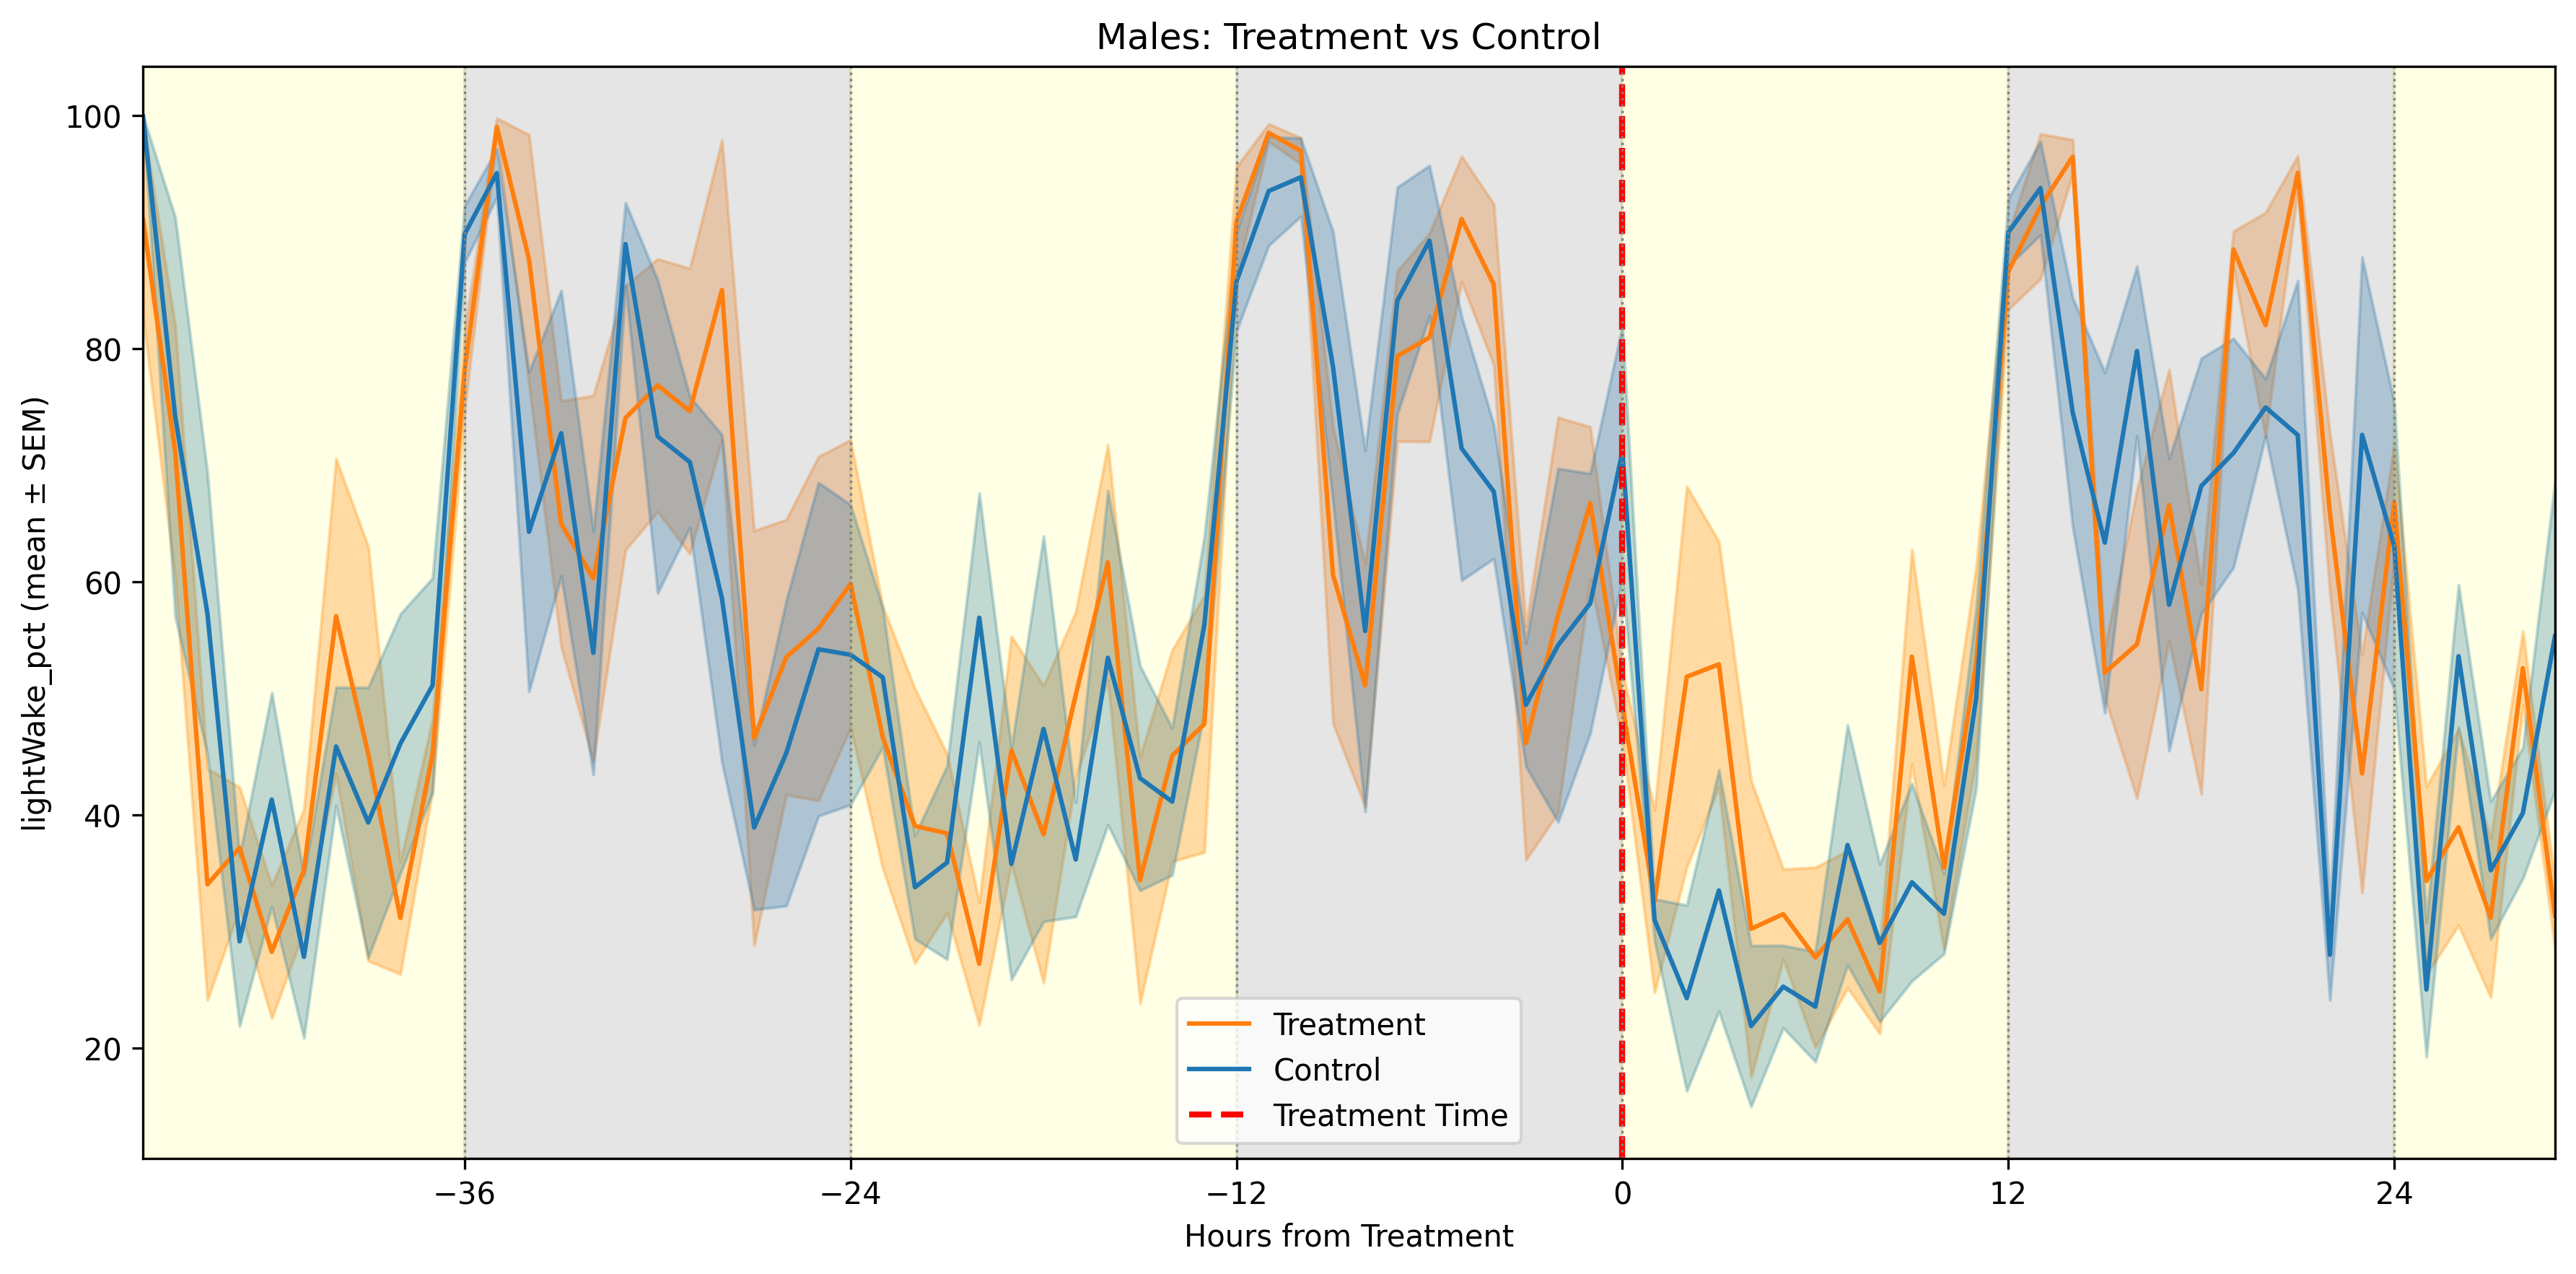 Males: Treatment vs Control
lightWake_pct (mean ± SEM)
100
80
60
40
20
Treatment
Control
Treatment Time
−36
−24
−12
0
12
24
Hours from Treatment